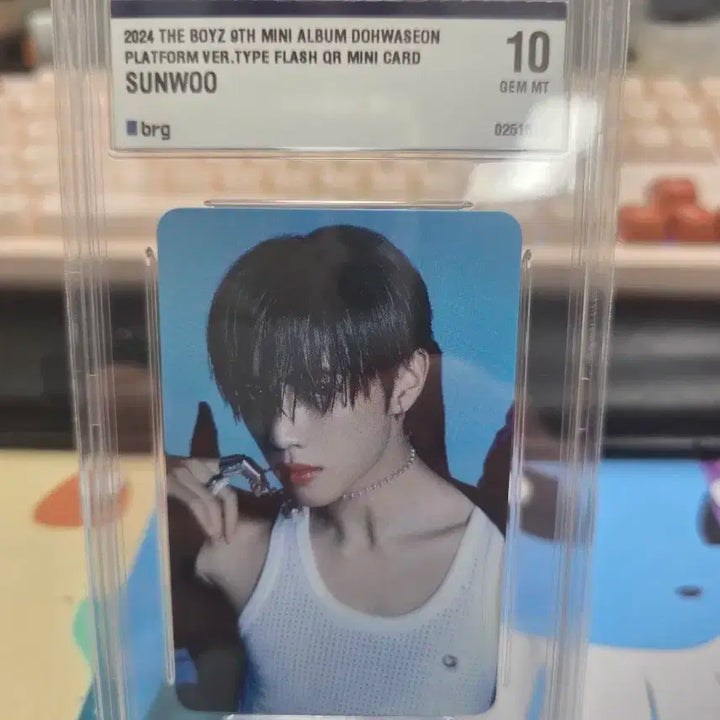 2024 THE BOYZ 9TH MINI ALBUM DOHWASEON
PLATFORM VER.TYPE FLASH QR MINI CARD
SUNWOO
10
GEM MT
brg